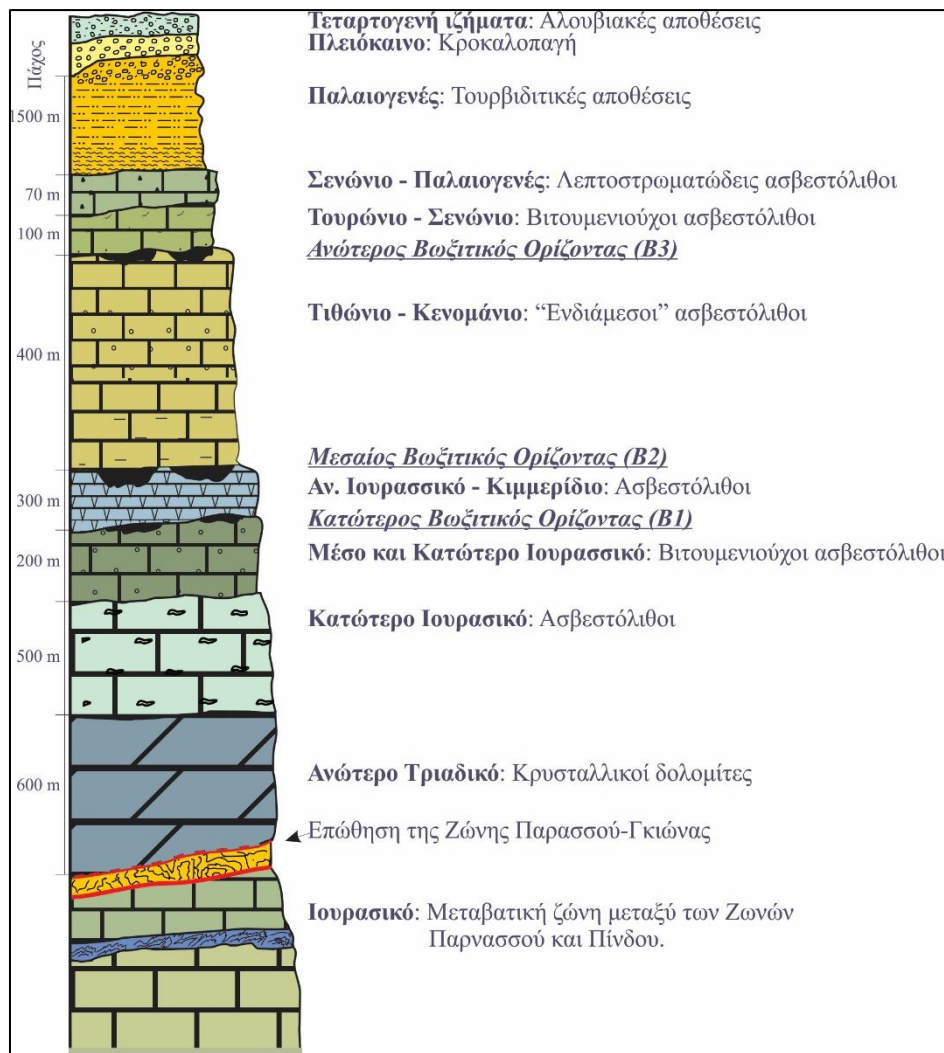 Πάχος
Τεταρτογενή ιζήματα: Αλουβιακές αποθέσεις
Πλειόκαινο: Κροκαλοπαγή
1500 m
Παλαιογενές: Τουρβιδιτικές αποθέσεις
70 m
Σενώνιο - Παλαιογενές: Λεπτοστρωματώδεις ασβεστόλιθοι
100 m
Τουρώνιο - Σενώνιο: Βιτουμενιούχοι ασβεστόλιθοι
Ανώτερος Βωξιτικός Ορίζοντας (B3)
400 m
Τιθώνιο - Κενομάνιο: “Ενδιάμεσοι” ασβεστόλιθοι
Μεσαίος Βωξιτικός Ορίζοντας (B2)
300 m
Αν. Ιουρασσικό - Κιμμερίδιο: Ασβεστόλιθοι
Κατώτερος Βωξιτικός Ορίζοντας (B1)
200 m
Μέσο και Κατώτερο Ιουρασσικό: Βιτουμενιούχοι ασβεστόλιθοι
500 m
Κατώτερο Ιουρασικό: Ασβεστόλιθοι
600 m
Ανώτερο Τριαδικό: Κρυσταλλικοί δολομίτες
Επώθηση της Ζώνης Παρασσού-Γκιώνας
Ιουρασικό: Μεταβατική ζώνη μεταξύ των Ζωνών
Παρνασσού και Πίνδου.